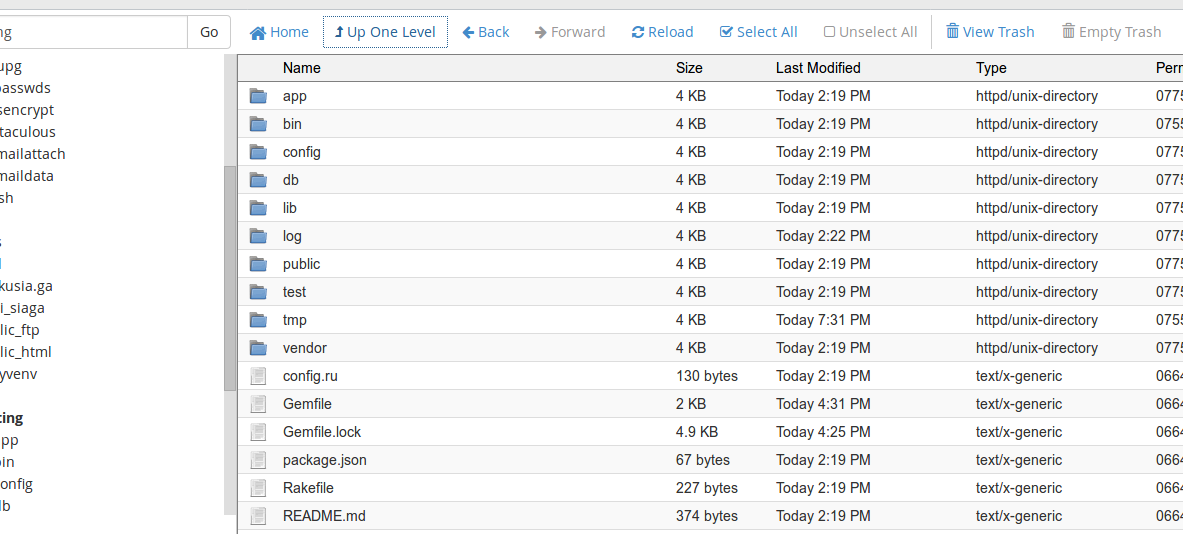 ng Go Home Up One Level Back Forward Reload Select All Unselect All View Trash Empty Trash
upg
passwds
sencrypt
taculous
mailattach
maildata
sh
s
l
kusia.ga
i_siaga
lic_ftp
lic_html
yvenv
ting
pp
bin
onfig
lb
Name Size Last Modified Type Perr
app 4 KB Today 2:19 PM httpd/unix-directory 0775
bin 4 KB Today 2:19 PM httpd/unix-directory 0755
config 4 KB Today 2:19 PM httpd/unix-directory 0775
db 4 KB Today 2:19 PM httpd/unix-directory 0775
lib 4 KB Today 2:19 PM httpd/unix-directory 0775
log 4 KB Today 2:22 PM httpd/unix-directory 0775
public 4 KB Today 2:19 PM httpd/unix-directory 0775
test 4 KB Today 2:19 PM httpd/unix-directory 0775
tmp 4 KB Today 7:31 PM httpd/unix-directory 0755
vendor 4 KB Today 2:19 PM httpd/unix-directory 0775
config.ru 130 bytes Today 2:19 PM text/x-generic 0664
Gemfile 2 KB Today 4:31 PM text/x-generic 0664
Gemfile.lock 4.9 KB Today 4:25 PM text/x-generic 0664
package.json 67 bytes Today 2:19 PM text/x-generic 0664
Rakefile 227 bytes Today 2:19 PM text/x-generic 0664
README.md 374 bytes Today 2:19 PM text/x-generic 0664